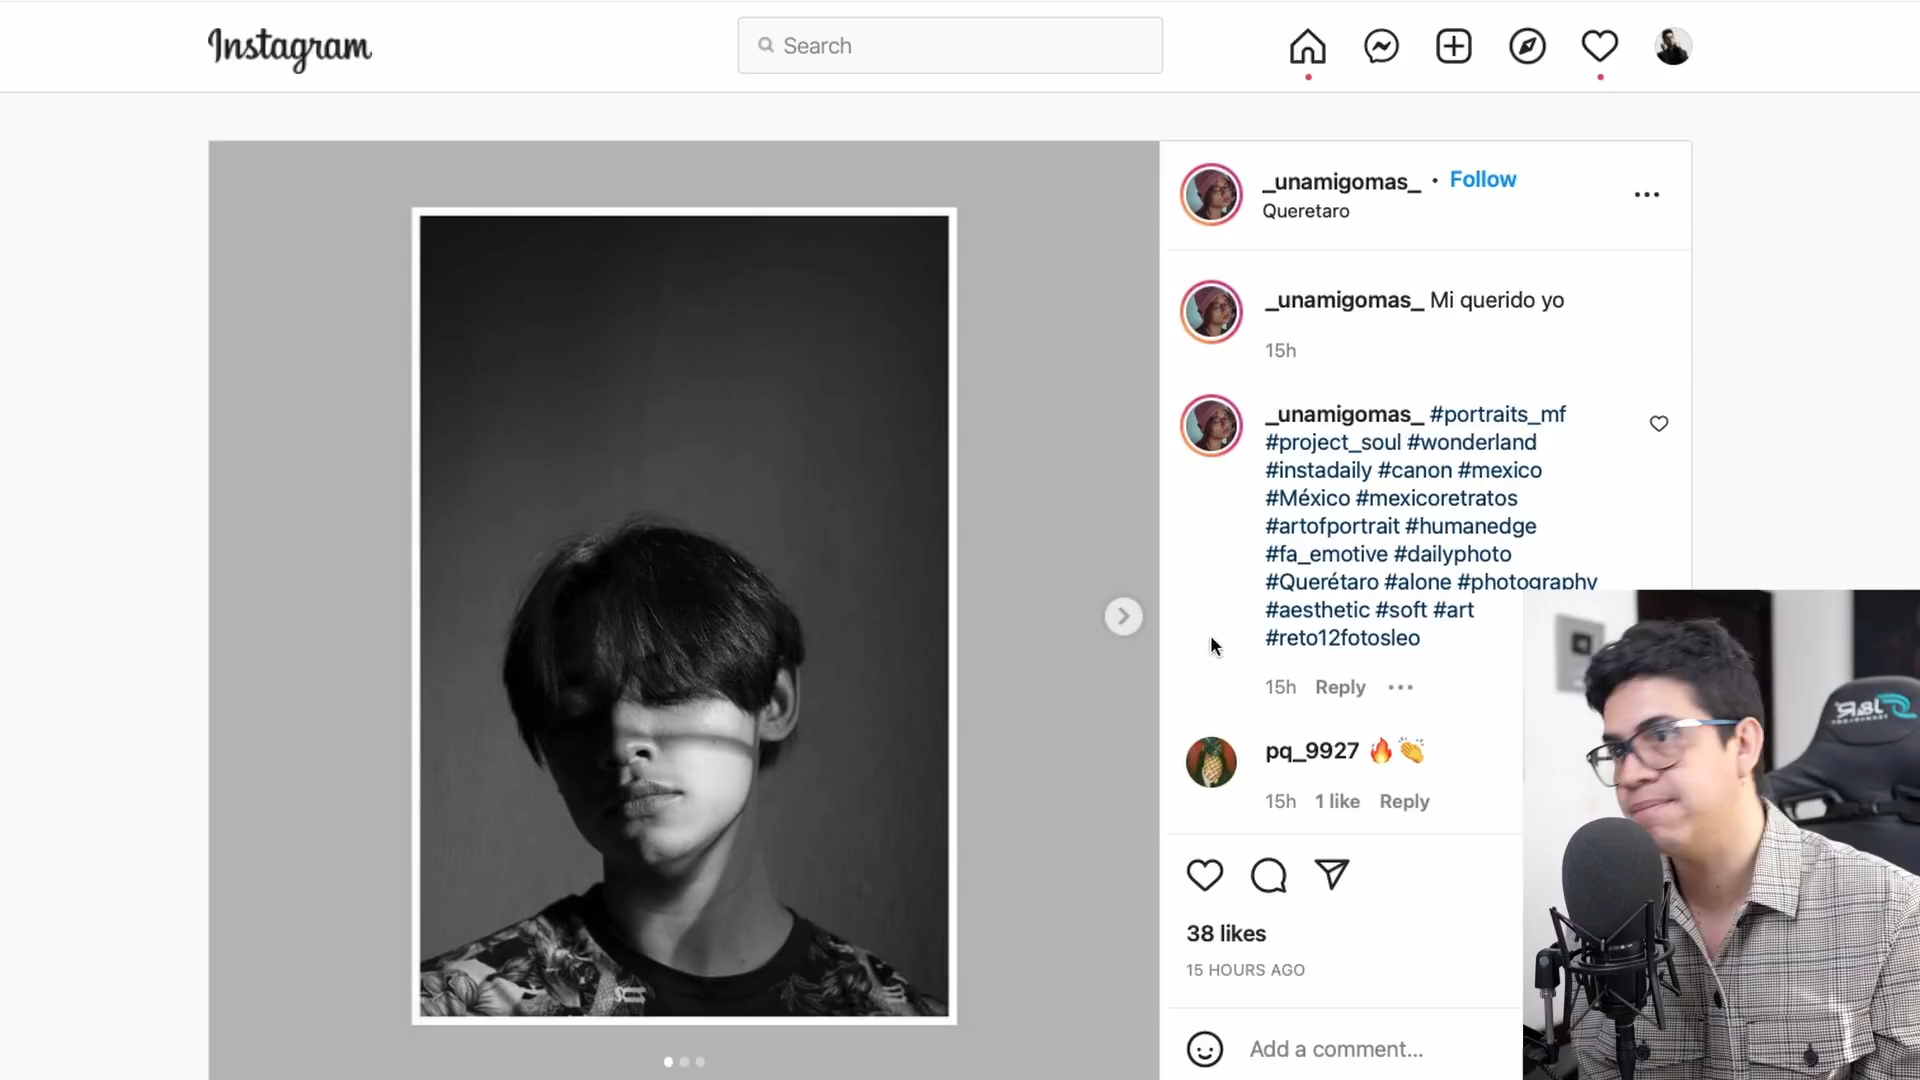 Instagram
Search
_unamigomas_ • Follow
Queretaro
_unamigomas_ Mi querido yo
15h
_unamigomas_ #portraits_mf
#project_soul #wonderland
#instadaily #canon #mexico
#México #mexicoretratos
#artofportrait #humanedge
#fa_emotive #dailyphoto
#Querétaro #alone #photography
#aesthetic #soft #art
#reto12fotosleo
15h Reply
pq_9927 🔥👏
15h 1 like Reply
38 likes
15 HOURS AGO
Add a comment...